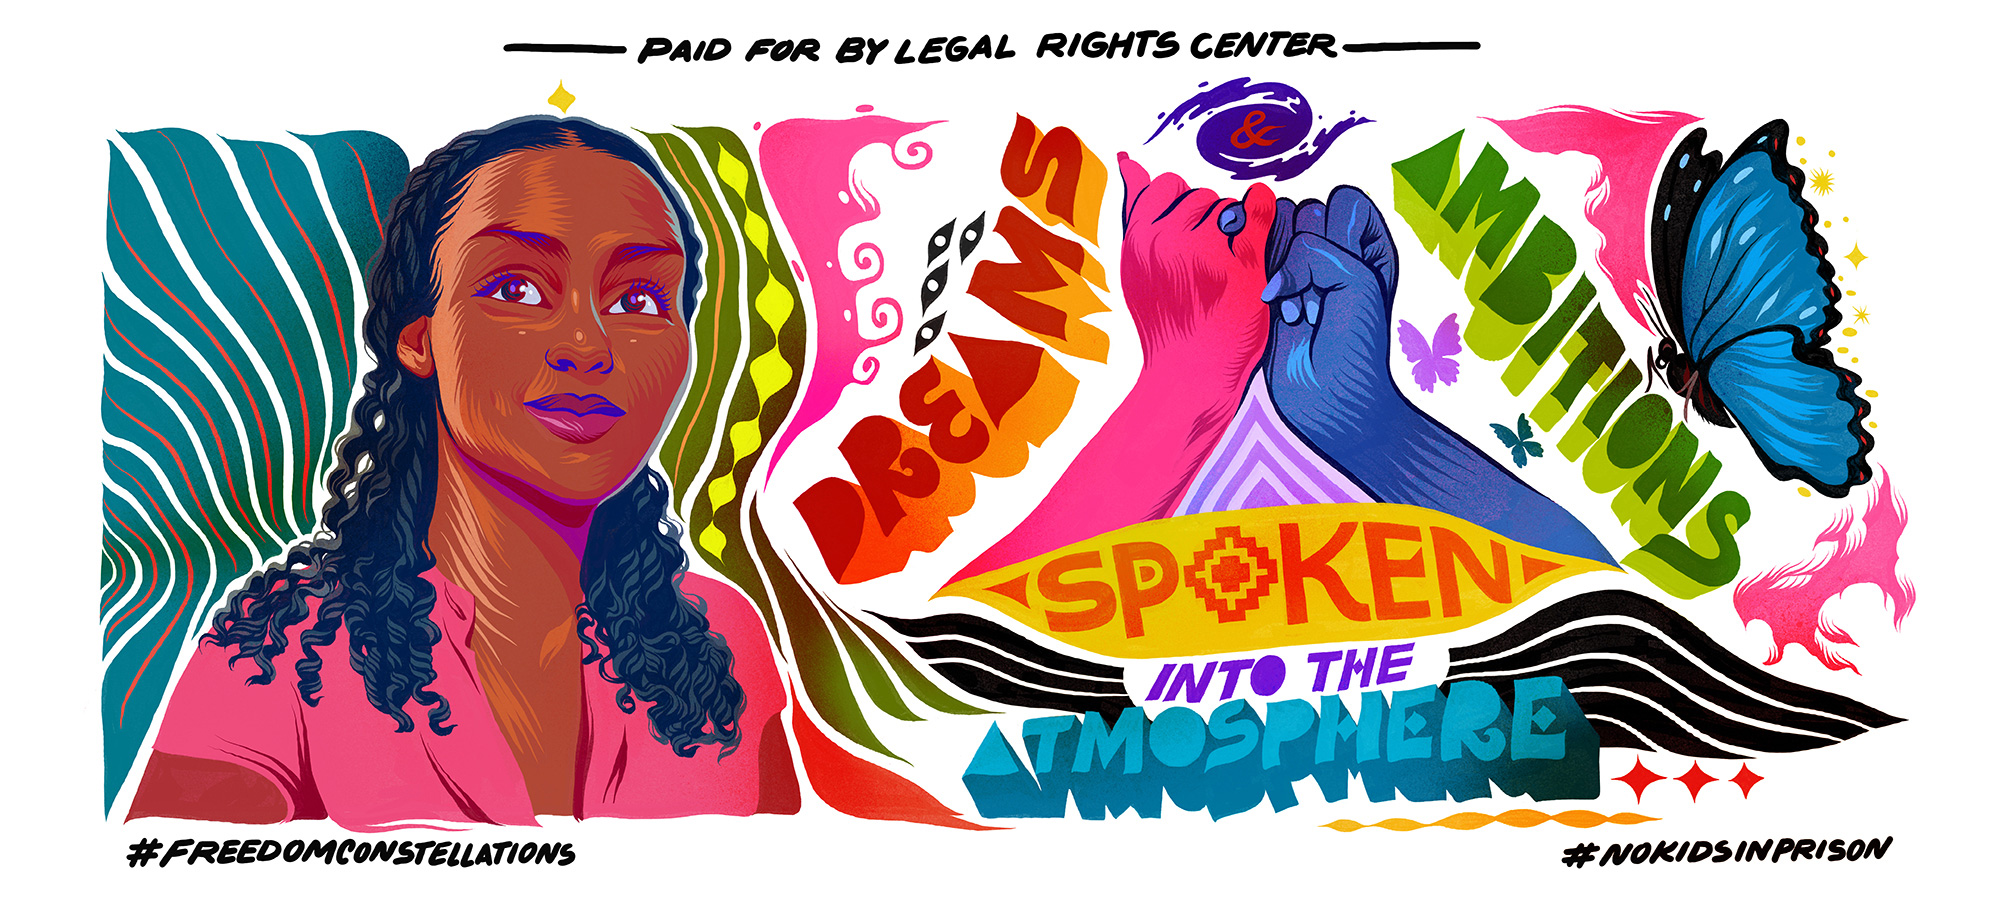 PAID FOR BY LEGAL RIGHTS CENTER
DREAMS
&
AMBITIONS
SPOKEN
INTO THE
ATMOSPHERE
#FREEDOMCONSTELLATIONS
#NOKIDSINPRISON